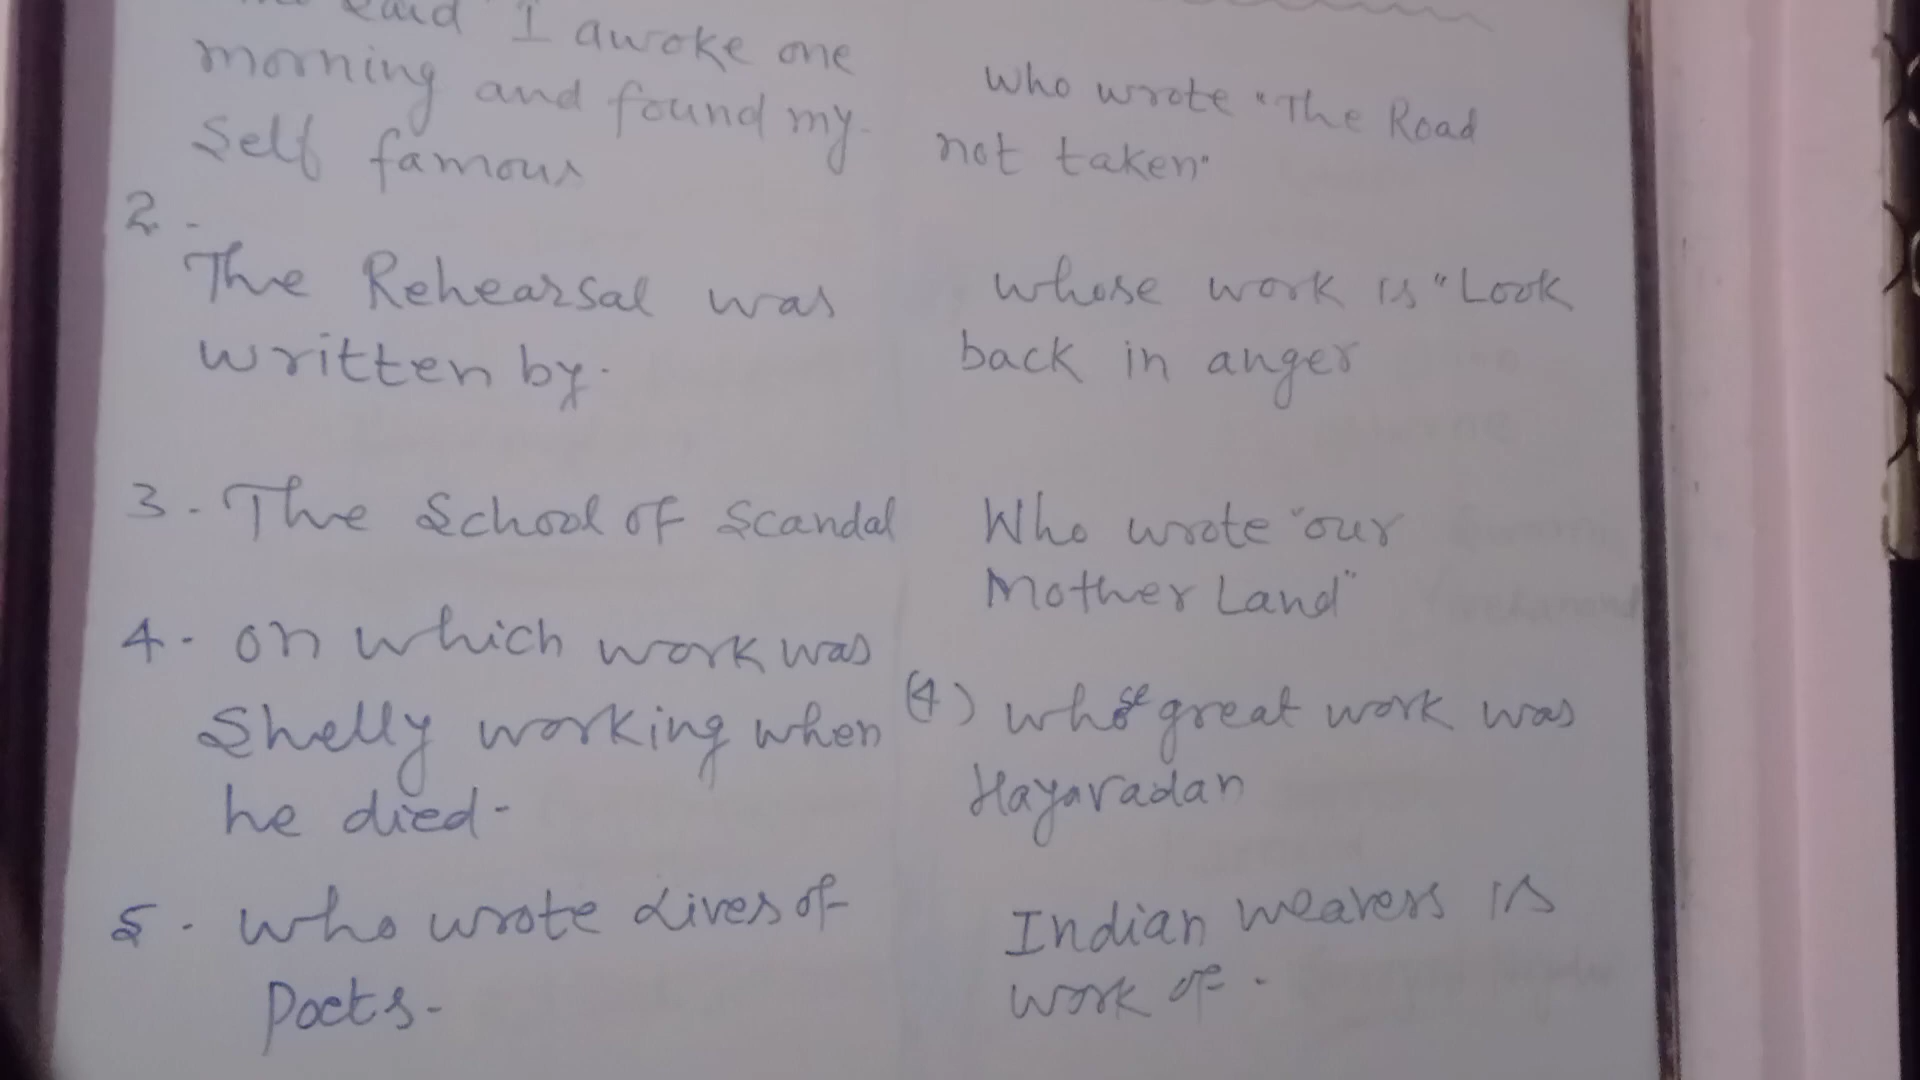 said I awoke one
morning and found my-
self famous
2.-
The Rehearsal was
written by.
3. The School of Scandal
4. on which work was
Shelly working when
he died-
5. who wrote Lives of
Poets-
Who wrote "The Road
not taken"
whose work is "Look
back in anger
Who wrote "our
Mother Land"
(4) whose great work was
Hayavadan
Indian weavers is
work of -